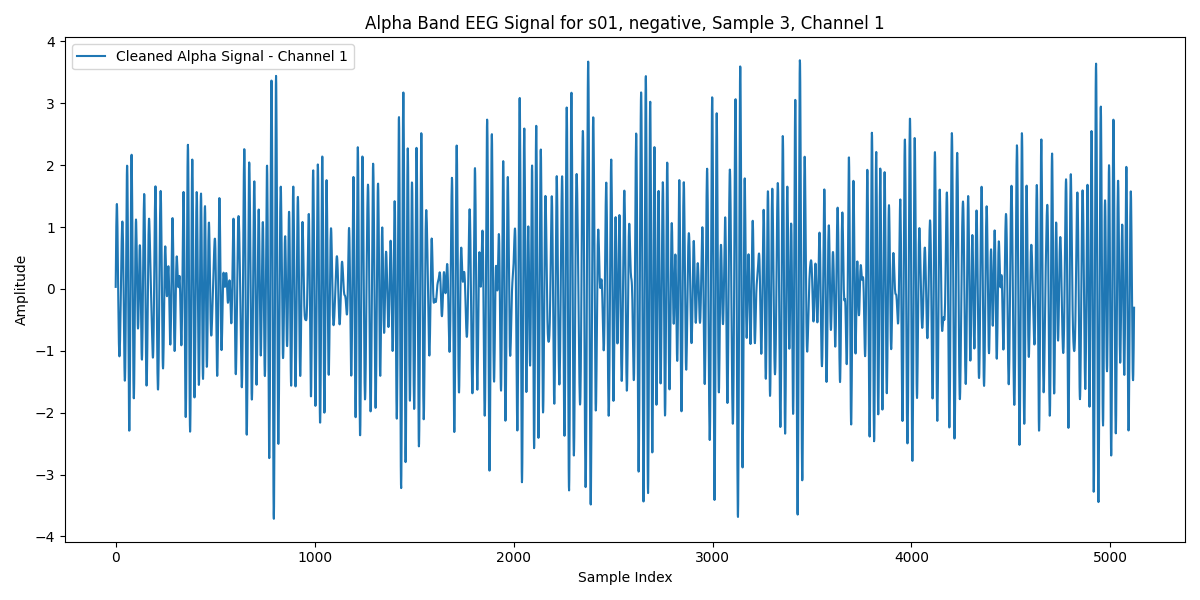 Alpha Band EEG Signal for s01, negative, Sample 3, Channel 1
Cleaned Alpha Signal - Channel 1
Amplitude
4
3
2
1
0
−1
−2
−3
−4
0 1000 2000 3000 4000 5000
Sample Index